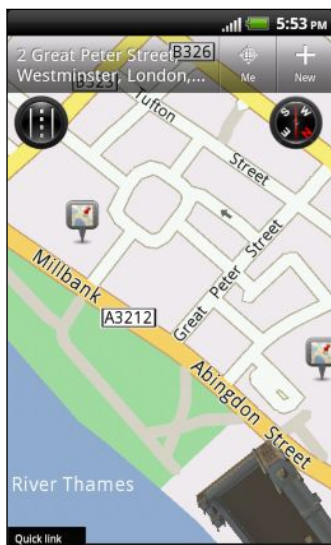 5:53 PM
2 Great Peter Street,
Westminster, London,...
Me
New
B326
B323
Tufton
Street
Great Peter Street
Millbank
A3212
Abingdon Street
River Thames
Quick link